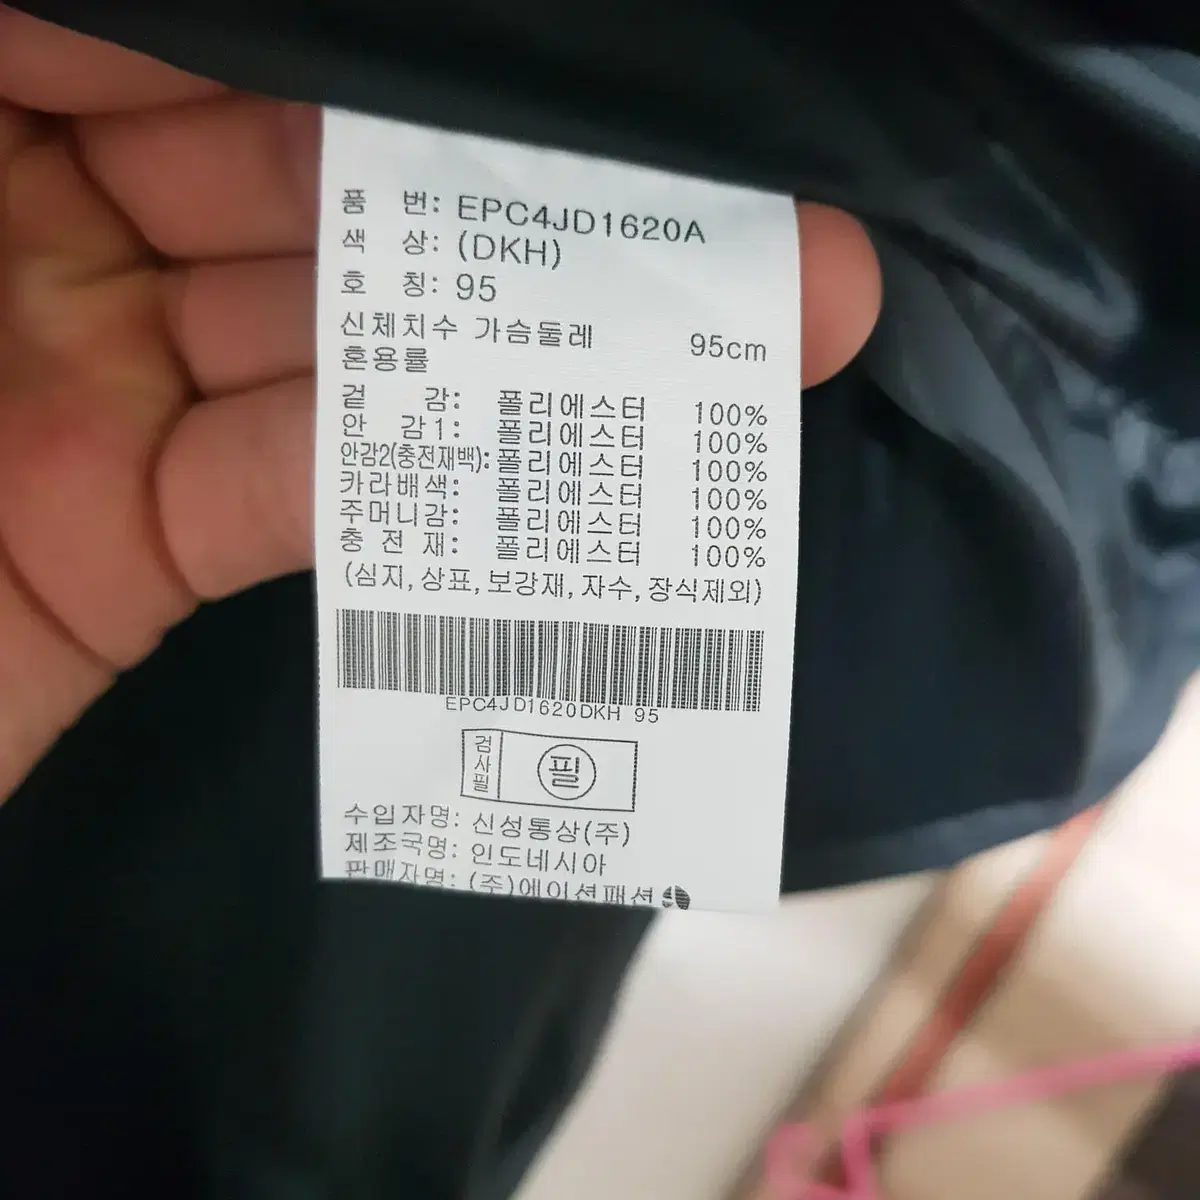 품 번: EPC4JD1620A
색 상: (DKH)
호 칭: 95
신체치수 가슴둘레 95cm
혼용률
겉 감: 폴리에스터 100%
안 감1: 폴리에스터 100%
안감2(충전재백): 폴리에스터 100%
카라배색: 폴리에스터 100%
주머니감: 폴리에스터 100%
충 전 재: 폴리에스터 100%
(심지, 상표, 보강재, 자수, 장식제외)
EPC4JD1620DKH 95
검사필 필
수입자명: 신성통상(주)
제조국명: 인도네시아
판매자명: (주)에이션패션